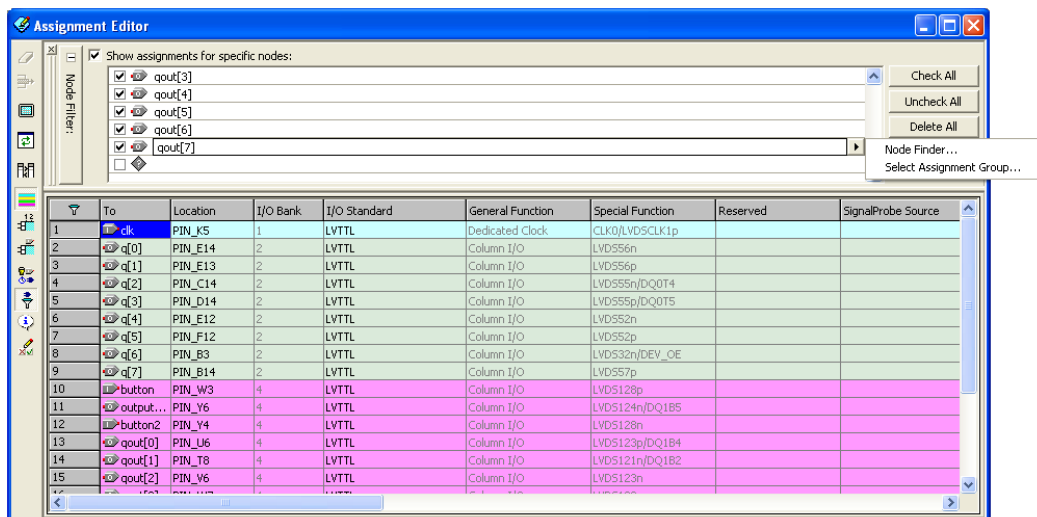 Assignment Editor
Show assignments for specific nodes:
Node Filter:
qout[3]
qout[4]
qout[5]
qout[6]
qout[7]
Check All
Uncheck All
Delete All
Node Finder...
Select Assignment Group...
To Location I/O Bank I/O Standard General Function Special Function Reserved SignalProbe Source
1 clk PIN_K5 1 LVTTL Dedicated Clock CLK0/LVDSCLK1p
2 q[0] PIN_E14 2 LVTTL Column I/O LVDS56n
3 q[1] PIN_E13 2 LVTTL Column I/O LVDS56p
4 q[2] PIN_C14 2 LVTTL Column I/O LVDS55n/DQ0T4
5 q[3] PIN_D14 2 LVTTL Column I/O LVDS55p/DQ0T5
6 q[4] PIN_E12 2 LVTTL Column I/O LVDS52n
7 q[5] PIN_F12 2 LVTTL Column I/O LVDS52p
8 q[6] PIN_B3 2 LVTTL Column I/O LVDS32n/DEV_OE
9 q[7] PIN_B14 2 LVTTL Column I/O LVDS57p
10 button PIN_W3 4 LVTTL Column I/O LVDS128p
11 output... PIN_Y6 4 LVTTL Column I/O LVDS124n/DQ1B5
12 button2 PIN_Y4 4 LVTTL Column I/O LVDS128n
13 qout[0] PIN_U6 4 LVTTL Column I/O LVDS123p/DQ1B4
14 qout[1] PIN_T8 4 LVTTL Column I/O LVDS121n/DQ1B2
15 qout[2] PIN_V6 4 LVTTL Column I/O LVDS123n